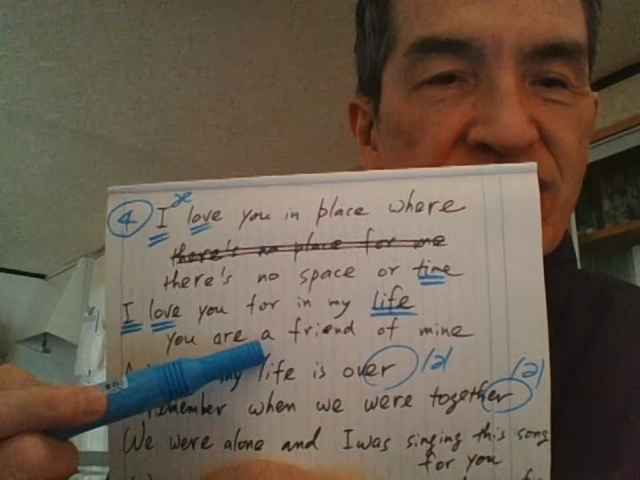 ④ I love you in place where
there's no place for me
there's no space or time
I love you for in my life
you are a friend of mine
my life is over /a/
remember when we were together /a/
We were alone and I was singing this song
for you